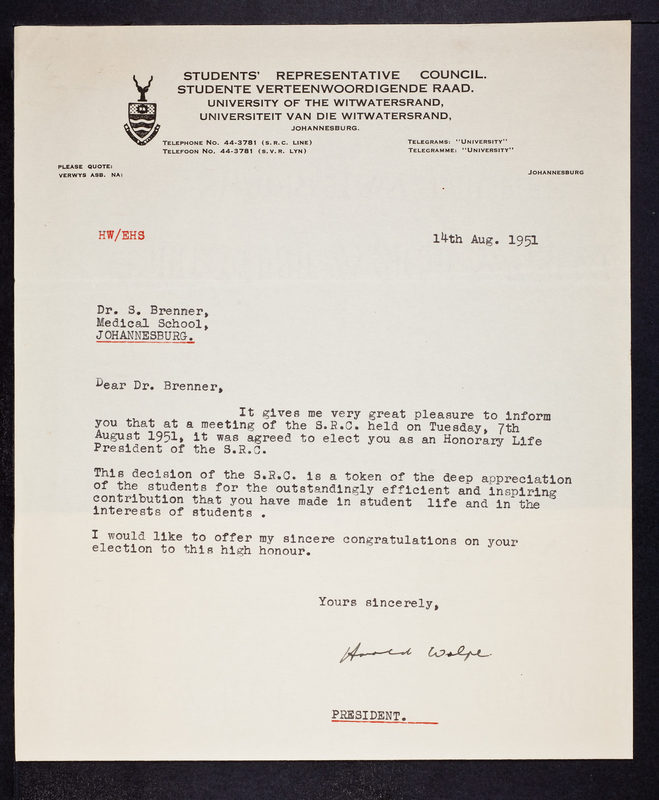 STUDENTS' REPRESENTATIVE COUNCIL.
STUDENTE VERTEENWOORDIGENDE RAAD.
UNIVERSITY OF THE WITWATERSRAND,
UNIVERSITEIT VAN DIE WITWATERSRAND,
JOHANNESBURG.
TELEPHONE NO. 44-3781 (S.R.C. LINE) TELEGRAMS: "UNIVERSITY"
TELEFOON NO. 44-3781 (S.V.R. LYN) TELEGRAMME: "UNIVERSITY"
PLEASE QUOTE:
VERWYS ASB. NA: JOHANNESBURG
HW/EHS 14th Aug. 1951
Dr. S. Brenner,
Medical School,
JOHANNESBURG.
Dear Dr. Brenner,
It gives me very great pleasure to inform
you that at a meeting of the S.R.C. held on Tuesday, 7th
August 1951, it was agreed to elect you as an Honorary Life
President of the S.R.C.
This decision of the S.R.C. is a token of the deep appreciation
of the students for the outstandingly efficient and inspiring
contribution that you have made in student life and in the
interests of students .
I would like to offer my sincere congratulations on your
election to this high honour.
Yours sincerely,
Harold Wolpe
PRESIDENT.